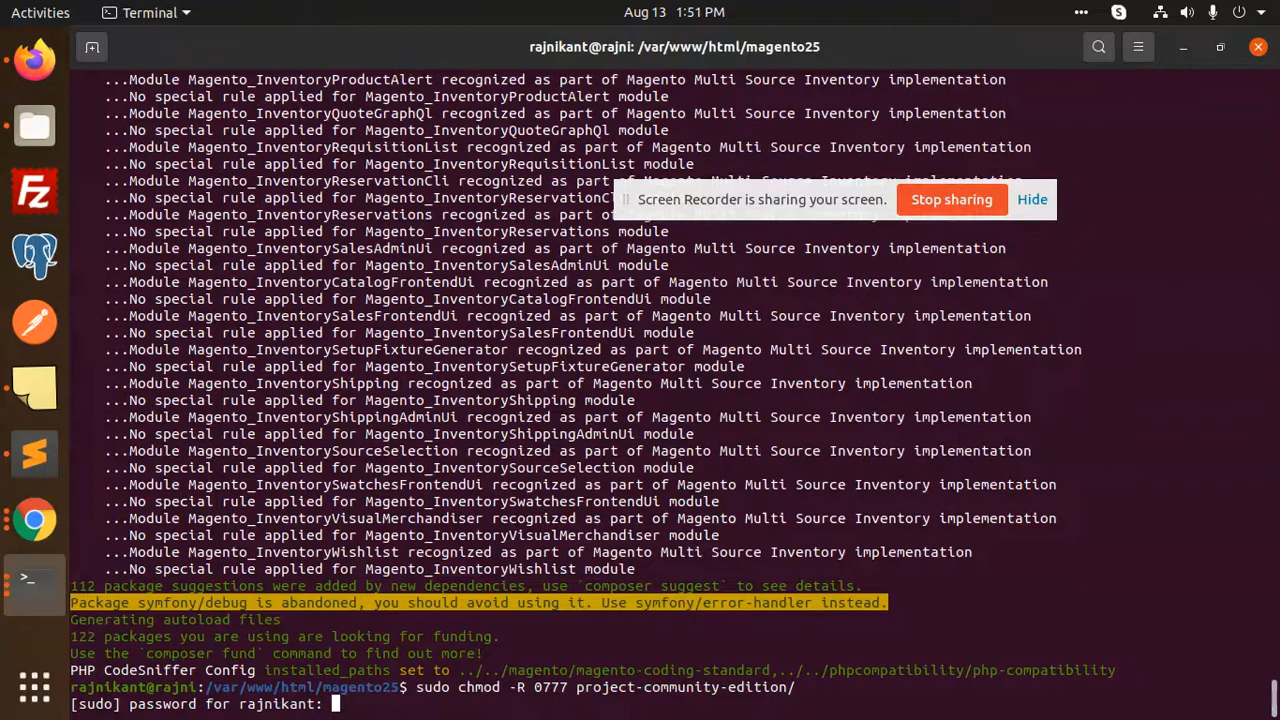 Activities
Terminal
Aug 13 1:51 PM
rajnikant@rajni: /var/www/html/magento25
...Module Magento_InventoryProductAlert recognized as part of Magento Multi Source Inventory implementation
...No special rule applied for Magento_InventoryProductAlert module
...Module Magento_InventoryQuoteGraphQl recognized as part of Magento Multi Source Inventory implementation
...No special rule applied for Magento_InventoryQuoteGraphQl module
...Module Magento_InventoryRequisitionList recognized as part of Magento Multi Source Inventory implementation
...No special rule applied for Magento_InventoryRequisitionList module
...Module Magento_InventoryReservationCli recognized as part
...No special rule applied for Magento_InventoryReservationC
Screen Recorder is sharing your screen.
Stop sharing
Hide
...Module Magento_InventoryReservations recognized as part
...No special rule applied for Magento_InventoryReservations module
...Module Magento_InventorySalesAdminUi recognized as part of Magento Multi Source Inventory implementation
...No special rule applied for Magento_InventorySalesAdminUi module
...Module Magento_InventoryCatalogFrontendUi recognized as part of Magento Multi Source Inventory implementation
...No special rule applied for Magento_InventoryCatalogFrontendUi module
...Module Magento_InventorySalesFrontendUi recognized as part of Magento Multi Source Inventory implementation
...No special rule applied for Magento_InventorySalesFrontendUi module
...Module Magento_InventorySetupFixtureGenerator recognized as part of Magento Multi Source Inventory implementation
...No special rule applied for Magento_InventorySetupFixtureGenerator module
...Module Magento_InventoryShipping recognized as part of Magento Multi Source Inventory implementation
...No special rule applied for Magento_InventoryShipping module
...Module Magento_InventoryShippingAdminUi recognized as part of Magento Multi Source Inventory implementation
...No special rule applied for Magento_InventoryShippingAdminUi module
...Module Magento_InventorySourceSelection recognized as part of Magento Multi Source Inventory implementation
...No special rule applied for Magento_InventorySourceSelection module
...Module Magento_InventorySwatchesFrontendUi recognized as part of Magento Multi Source Inventory implementation
...No special rule applied for Magento_InventorySwatchesFrontendUi module
...Module Magento_InventoryVisualMerchandiser recognized as part of Magento Multi Source Inventory implementation
...No special rule applied for Magento_InventoryVisualMerchandiser module
...Module Magento_InventoryWishlist recognized as part of Magento Multi Source Inventory implementation
...No special rule applied for Magento_InventoryWishlist module
112 package suggestions were added by new dependencies, use `composer suggest` to see details.
Package symfony/debug is abandoned, you should avoid using it. Use symfony/error-handler instead.
Generating autoload files
122 packages you are using are looking for funding.
Use the `composer fund` command to find out more!
PHP CodeSniffer Config installed_paths set to ../../magento/magento-coding-standard,../../phpcompatibility/php-compatibility
rajnikant@rajni:/var/www/html/magento25$ sudo chmod -R 0777 project-community-edition/
[sudo] password for rajnikant: